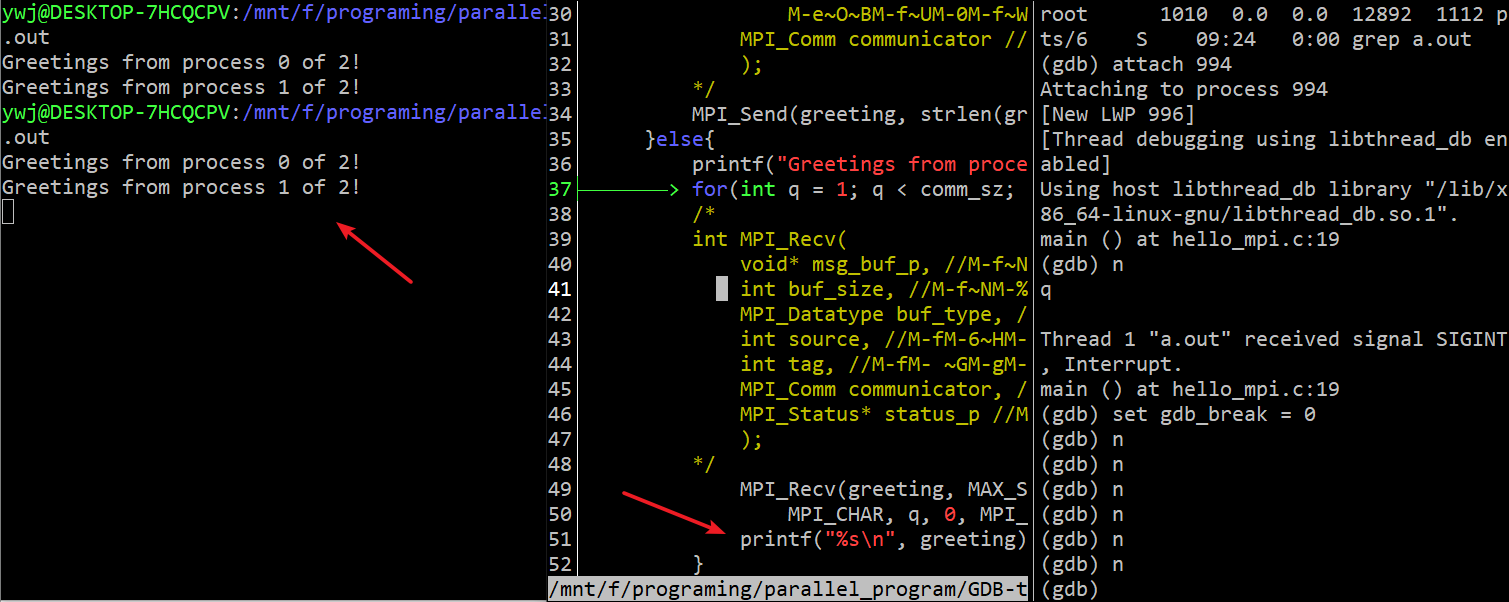 ywj@DESKTOP-7HCQCPV:/mnt/f/programing/parallel
.out
Greetings from process 0 of 2!
Greetings from process 1 of 2!
ywj@DESKTOP-7HCQCPV:/mnt/f/programing/paralle
.out
Greetings from process 0 of 2!
Greetings from process 1 of 2!
30 M-e~O~BM-f~UM-0M-f~W
31 MPI_Comm communicator //
32 );
33 */
34 MPI_Send(greeting, strlen(gr
35 }else{
36 printf("Greetings from proce
37 for(int q = 1; q < comm_sz;
38 /*
39 int MPI_Recv(
40 void* msg_buf_p, //M-f~N
41 int buf_size, //M-f~NM-%
42 MPI_Datatype buf_type, /
43 int source, //M-fM-6~HM-
44 int tag, //M-fM- ~GM-gM-
45 MPI_Comm communicator, /
46 MPI_Status* status_p //M
47 );
48 */
49 MPI_Recv(greeting, MAX_S
50 MPI_CHAR, q, 0, MPI_
51 printf("%s\n", greeting)
52 }
/mnt/f/programing/parallel_program/GDB-t
root 1010 0.0 0.0 12892 1112 p
ts/6 S 09:24 0:00 grep a.out
(gdb) attach 994
Attaching to process 994
[New LWP 996]
[Thread debugging using libthread_db en
abled]
Using host libthread_db library "/lib/x
86_64-linux-gnu/libthread_db.so.1".
main () at hello_mpi.c:19
(gdb) n
q
Thread 1 "a.out" received signal SIGINT
, Interrupt.
main () at hello_mpi.c:19
(gdb) set gdb_break = 0
(gdb) n
(gdb) n
(gdb) n
(gdb) n
(gdb) n
(gdb) n
(gdb)